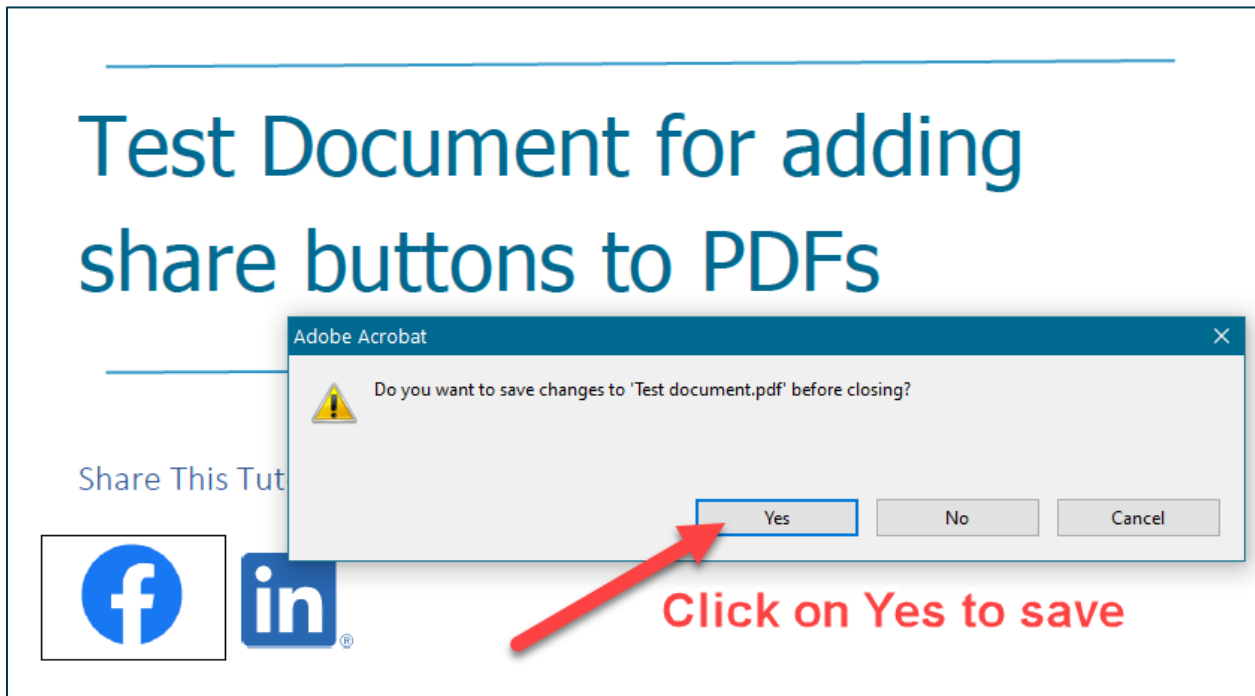 Test Document for adding
share buttons to PDFs
Adobe Acrobat
Do you want to save changes to 'Test document.pdf' before closing?
Share This Tut
Yes No Cancel
f in ®
Click on Yes to save